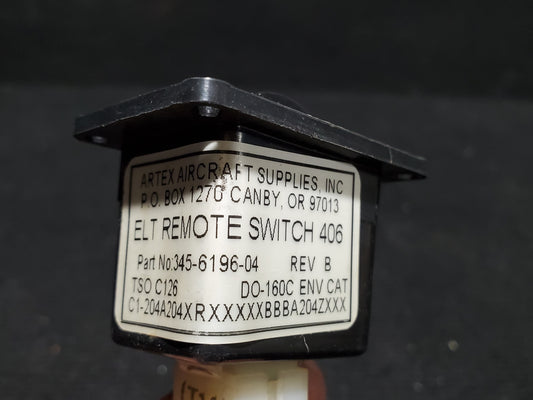 ARTEX AIRCRAFT SUPPLIES, INC
P.O. BOX 1270 CANBY, OR 97013
ELT REMOTE SWITCH 406
Part No. 345-6196-04 REV B
TSO C126 DO-160C ENV CAT
C1-204A204XRXXXXXBBBA204ZXXX